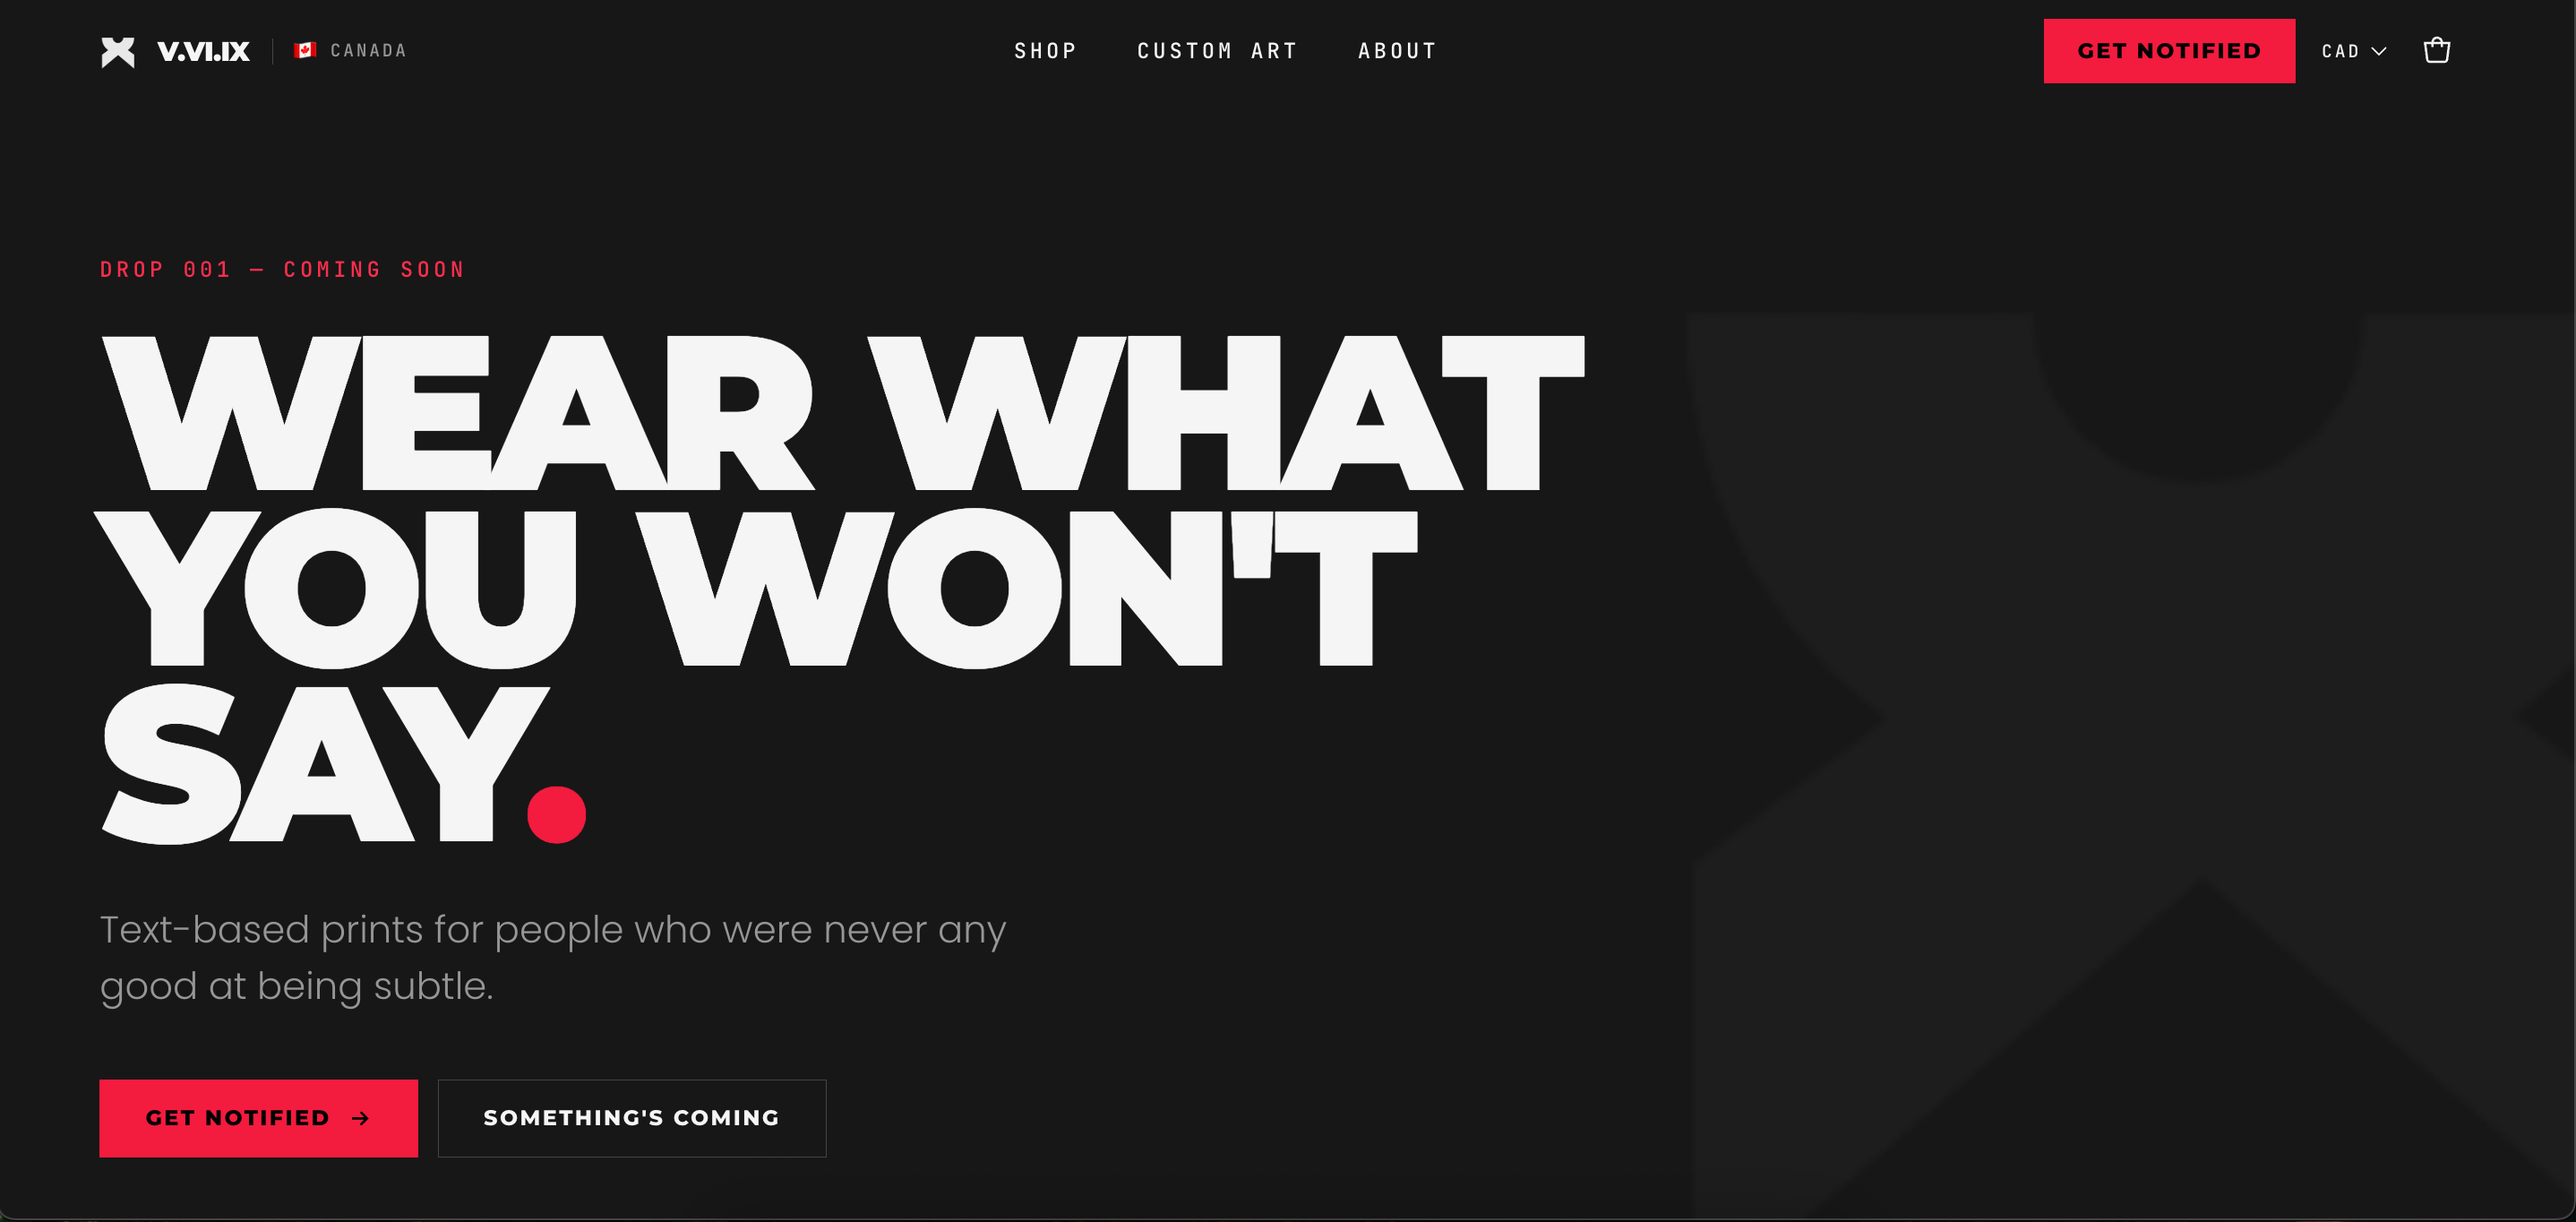 V.VI.IX
CANADA
SHOP
CUSTOM ART
ABOUT
GET NOTIFIED
CAD
DROP 001 — COMING SOON
WEAR WHAT
YOU WON'T
SAY.
Text-based prints for people who were never any
good at being subtle.
GET NOTIFIED →
SOMETHING'S COMING